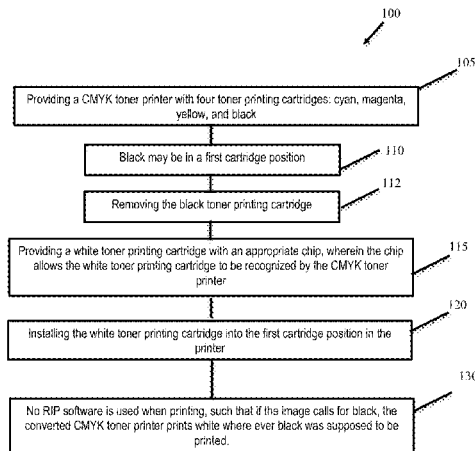 100
105
Providing a CMYK toner printer with four toner printing cartridges: cyan, magenta,
yellow, and black
110
Black may be in a first cartridge position
112
Removing the black toner printing cartridge
115
Providing a white toner printing cartridge with an appropriate chip, wherein the chip
allows the white toner printing cartridge to be recognized by the CMYK toner
printer
120
Installing the white toner printing cartridge into the first cartridge position in the
printer
130
No RIP software is used when printing, such that if the image calls for black, the
converted CMYK toner printer prints white where ever black was supposed to be
printed.